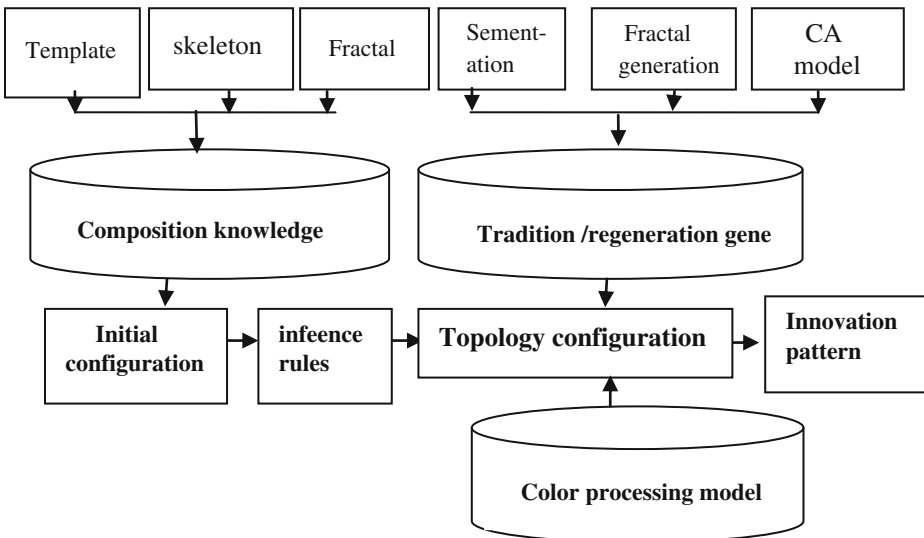 Template
skeleton
Fractal
Sement-
ation
Fractal
generation
CA
model
Composition knowledge
Tradition /regeneration gene
Initial
configuration
infeence
rules
Topology configuration
Innovation
pattern
Color processing model